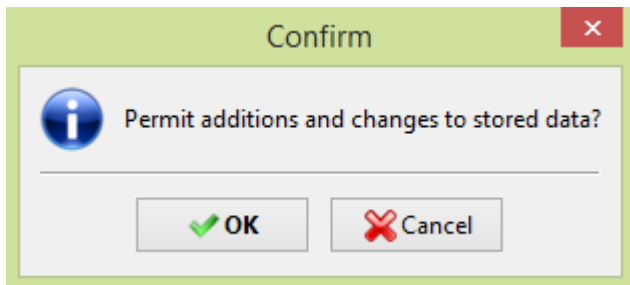 Confirm
Permit additions and changes to stored data?
OK
Cancel